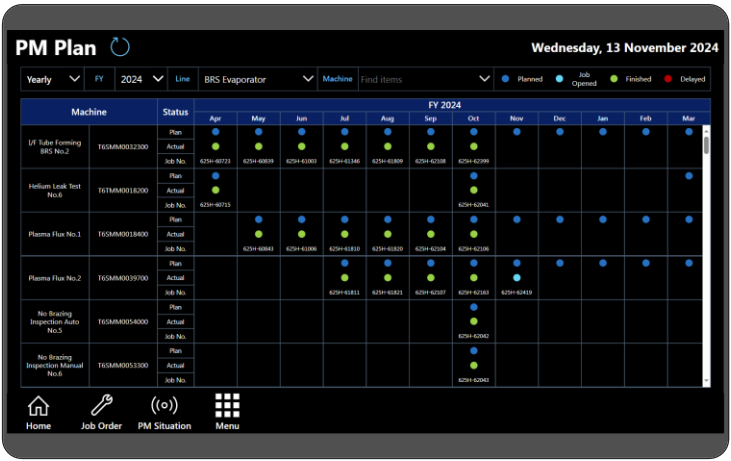 PM Plan
Wednesday, 13 November 2024
Yearly FY 2024 Line BRS Evaporator Machine Find items Planned Job Opened Finished Delayed
Machine Status FY 2024
Apr May Jun Jul Aug Sep Oct Nov Dec Jan Feb Mar
I/F Tube Forming BRS No.2 T6SMM0032300 Plan
Actual
Job No. 625H-60723 625H-60839 625H-61003 625H-61346 625H-61809 625H-62108 625H-62399
Helium Leak Test No.6 T6TMM0018200 Plan
Actual
Job No. 625H-60715 625H-62041
Plasma Flux No.1 T6SMM0018400 Plan
Actual
Job No. 625H-60843 625H-61006 625H-61810 625H-61820 625H-62104 625H-62106
Plasma Flux No.2 T6SMM0039700 Plan
Actual
Job No. 625H-61811 625H-61821 625H-62107 625H-62163 625H-62419
No Brazing Inspection Auto No.5 T6SMM0054000 Plan
Actual
Job No. 625H-62042
No Brazing Inspection Manual No.6 T6SMM0053300 Plan
Actual
Job No. 625H-62043
Home Job Order PM Situation Menu